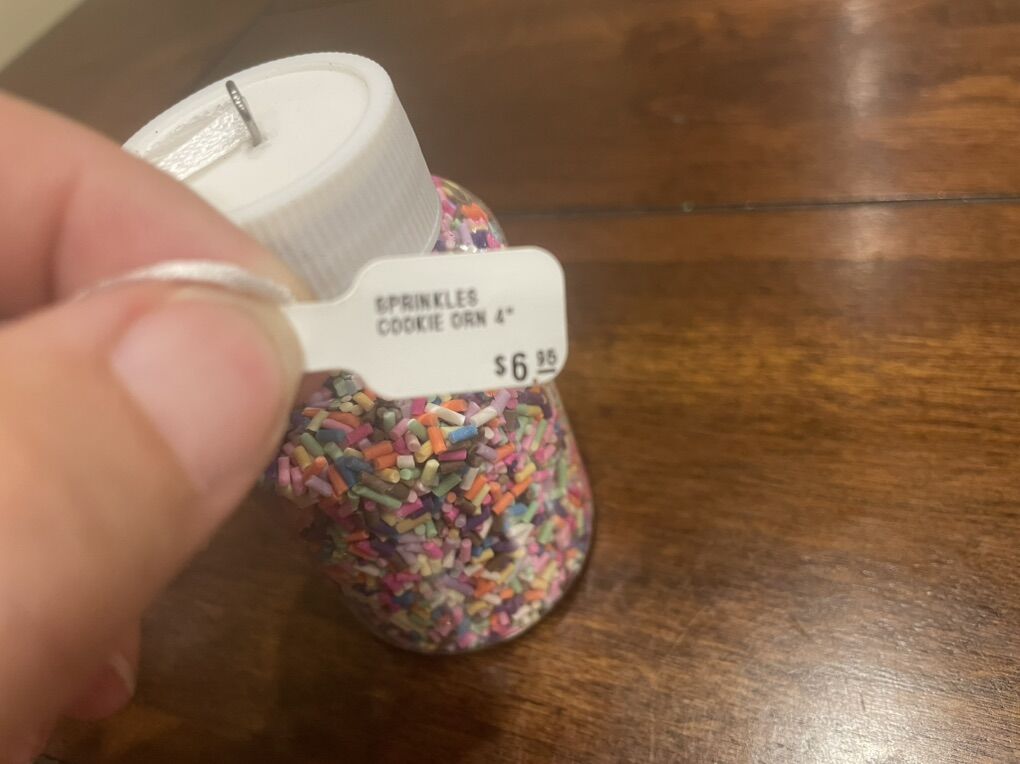 SPRINKLES
COOKIE ORN 4"
$6.95